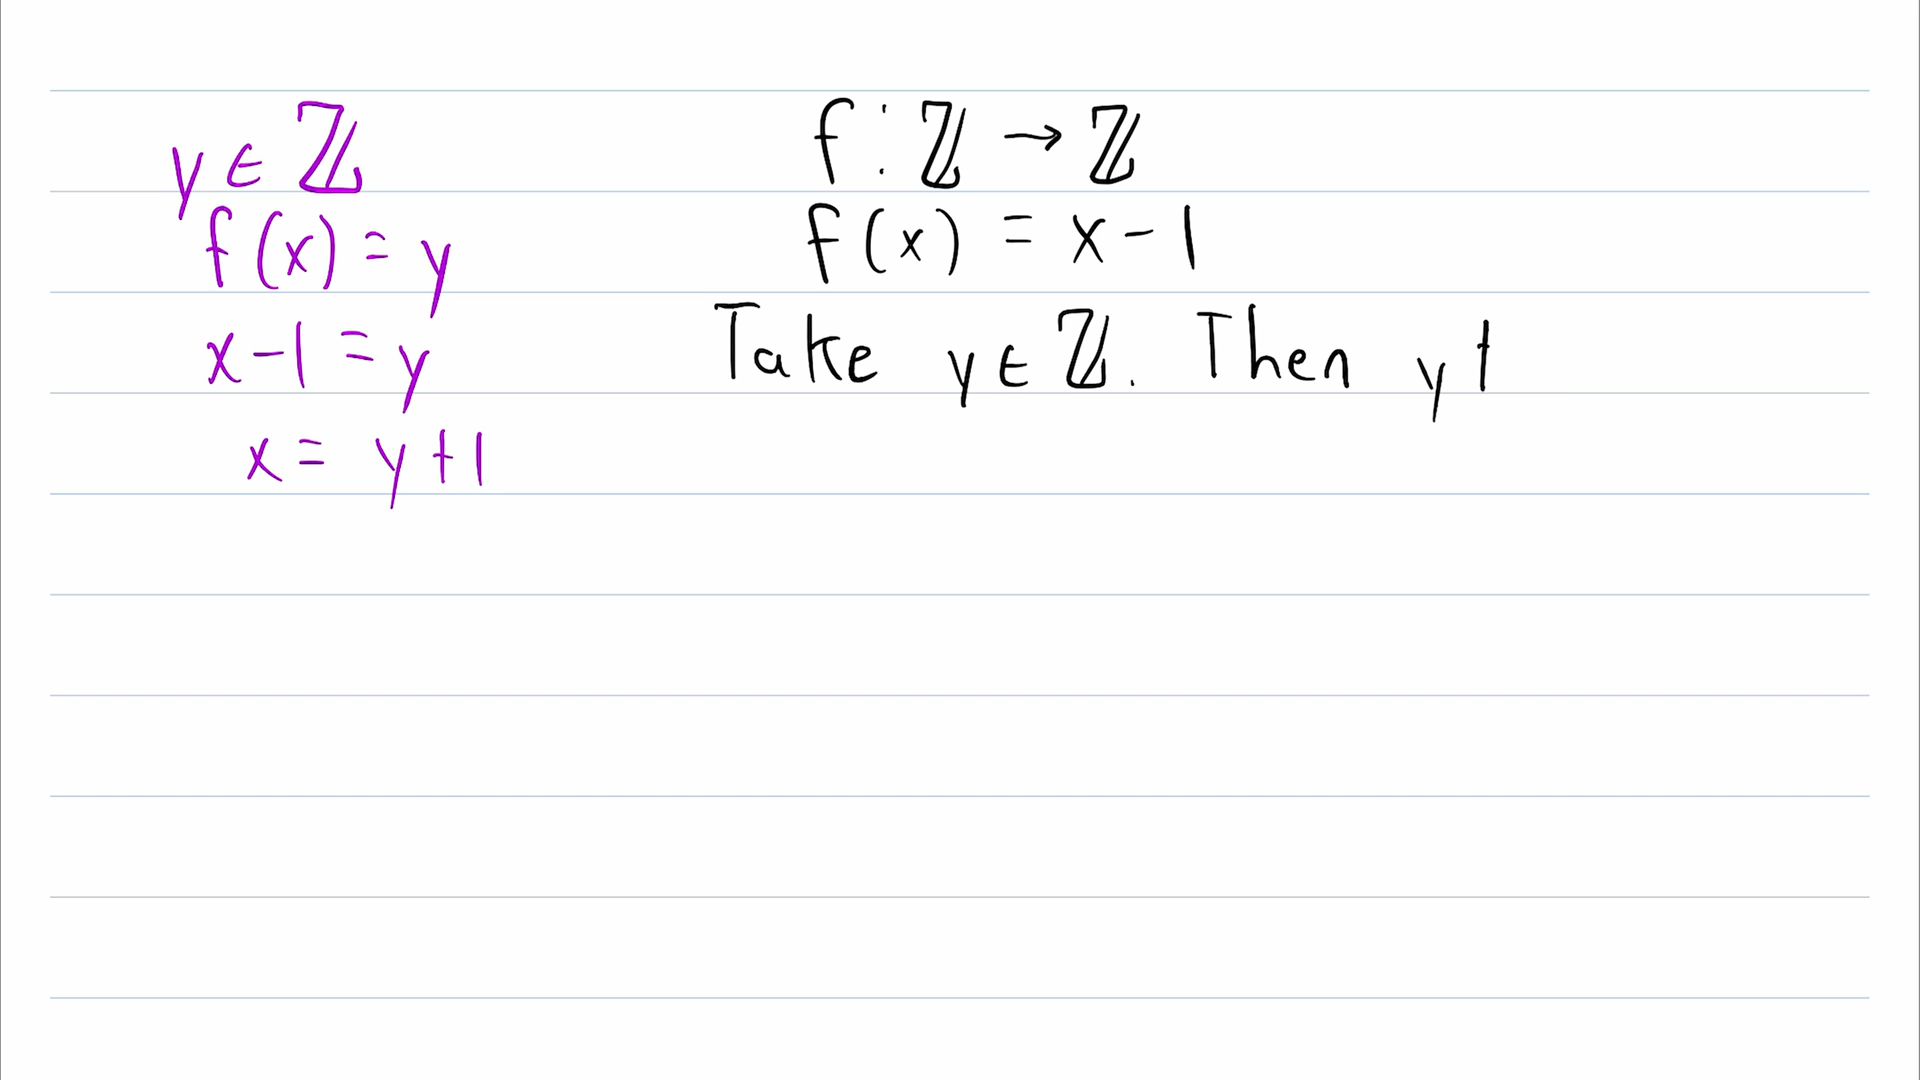 y ∈ ℤ
f(x) = y
x - 1 = y
x = y + 1
f : ℤ → ℤ
f(x) = x - 1
Take y ∈ ℤ. Then y +